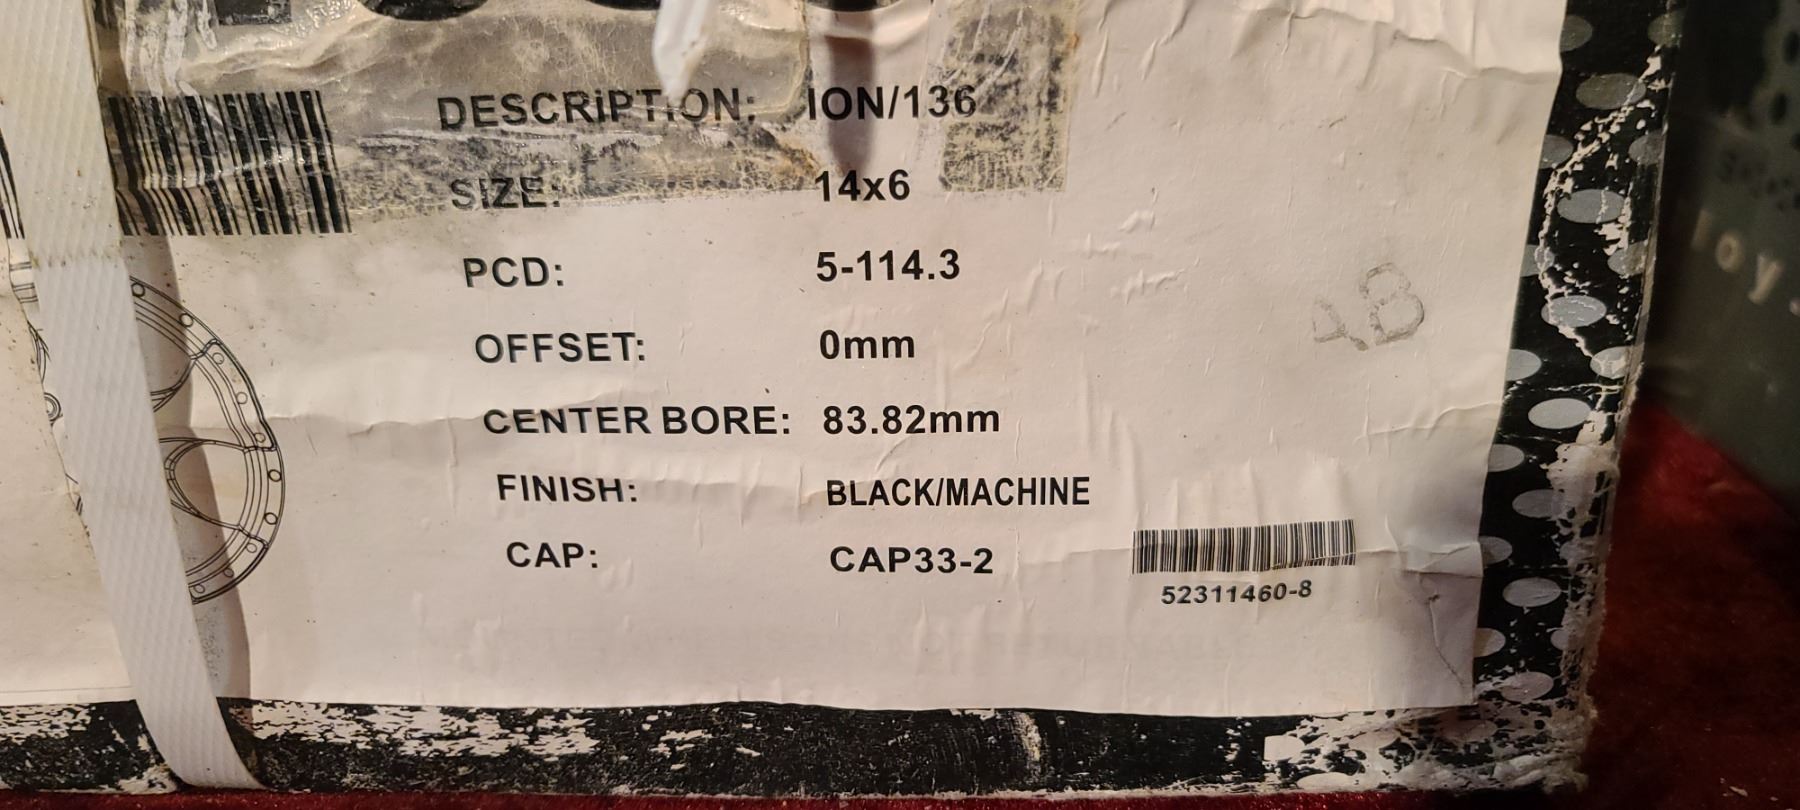 DESCRIPTION: ION/136
SIZE: 14x6
PCD: 5-114.3
OFFSET: 0mm
CENTER BORE: 83.82mm
FINISH: BLACK/MACHINE
CAP: CAP33-2
52311460-8